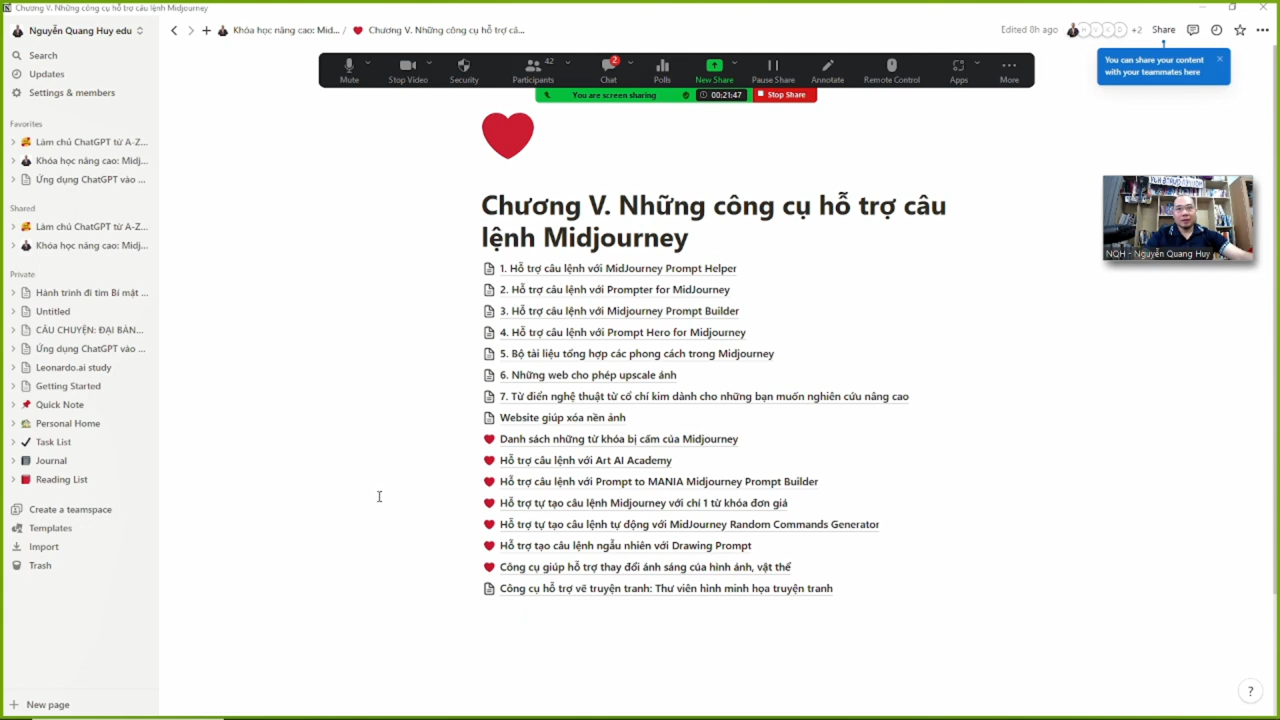 Chương V. Những công cụ hỗ trợ câu lệnh Midjourney
Nguyễn Quang Huy edu
Khóa học nâng cao: Mid... /
Chương V. Những công cụ hỗ trợ câ...
Edited 8h ago
+2
Share
Search
Updates
Settings & members
Favorites
Làm chủ ChatGPT từ A-Z...
Khóa học nâng cao: Midj...
Ứng dụng ChatGPT vào ...
Shared
Làm chủ ChatGPT từ A-Z...
Khóa học nâng cao: Midj...
Private
Hành trình đi tìm Bí mật ...
Untitled
CÂU CHUYỆN: ĐẠI BÀN...
Ứng dụng ChatGPT vào ...
Leonardo.ai study
Getting Started
Quick Note
Personal Home
Task List
Journal
Reading List
Create a teamspace
Templates
Import
Trash
New page
Mute
Stop Video
Security
42
Participants
2
Chat
Polls
New Share
Pause Share
Annotate
Remote Control
Apps
More
You are screen sharing
00:21:47
Stop Share
You can share your content
with your teammates here
NQH - Nguyễn Quang Huy
Chương V. Những công cụ hỗ trợ câu
lệnh Midjourney
1. Hỗ trợ câu lệnh với MidJourney Prompt Helper
2. Hỗ trợ câu lệnh với Prompter for MidJourney
3. Hỗ trợ câu lệnh với Midjourney Prompt Builder
4. Hỗ trợ câu lệnh với Prompt Hero for Midjourney
5. Bộ tài liệu tổng hợp các phong cách trong Midjourney
6. Những web cho phép upscale ảnh
7. Từ điển nghệ thuật từ cổ chí kim dành cho những bạn muốn nghiên cứu nâng cao
Website giúp xóa nền ảnh
Danh sách những từ khóa bị cấm của Midjourney
Hỗ trợ câu lệnh với Art AI Academy
Hỗ trợ câu lệnh với Prompt to MANIA Midjourney Prompt Builder
Hỗ trợ tự tạo câu lệnh Midjourney với chỉ 1 từ khóa đơn giả
Hỗ trợ tự tạo câu lệnh tự động với MidJourney Random Commands Generator
Hỗ trợ tạo câu lệnh ngẫu nhiên với Drawing Prompt
Công cụ giúp hỗ trợ thay đổi ánh sáng của hình ảnh, vật thể
Công cụ hỗ trợ vẽ truyện tranh: Thư viện hình minh họa truyện tranh
?